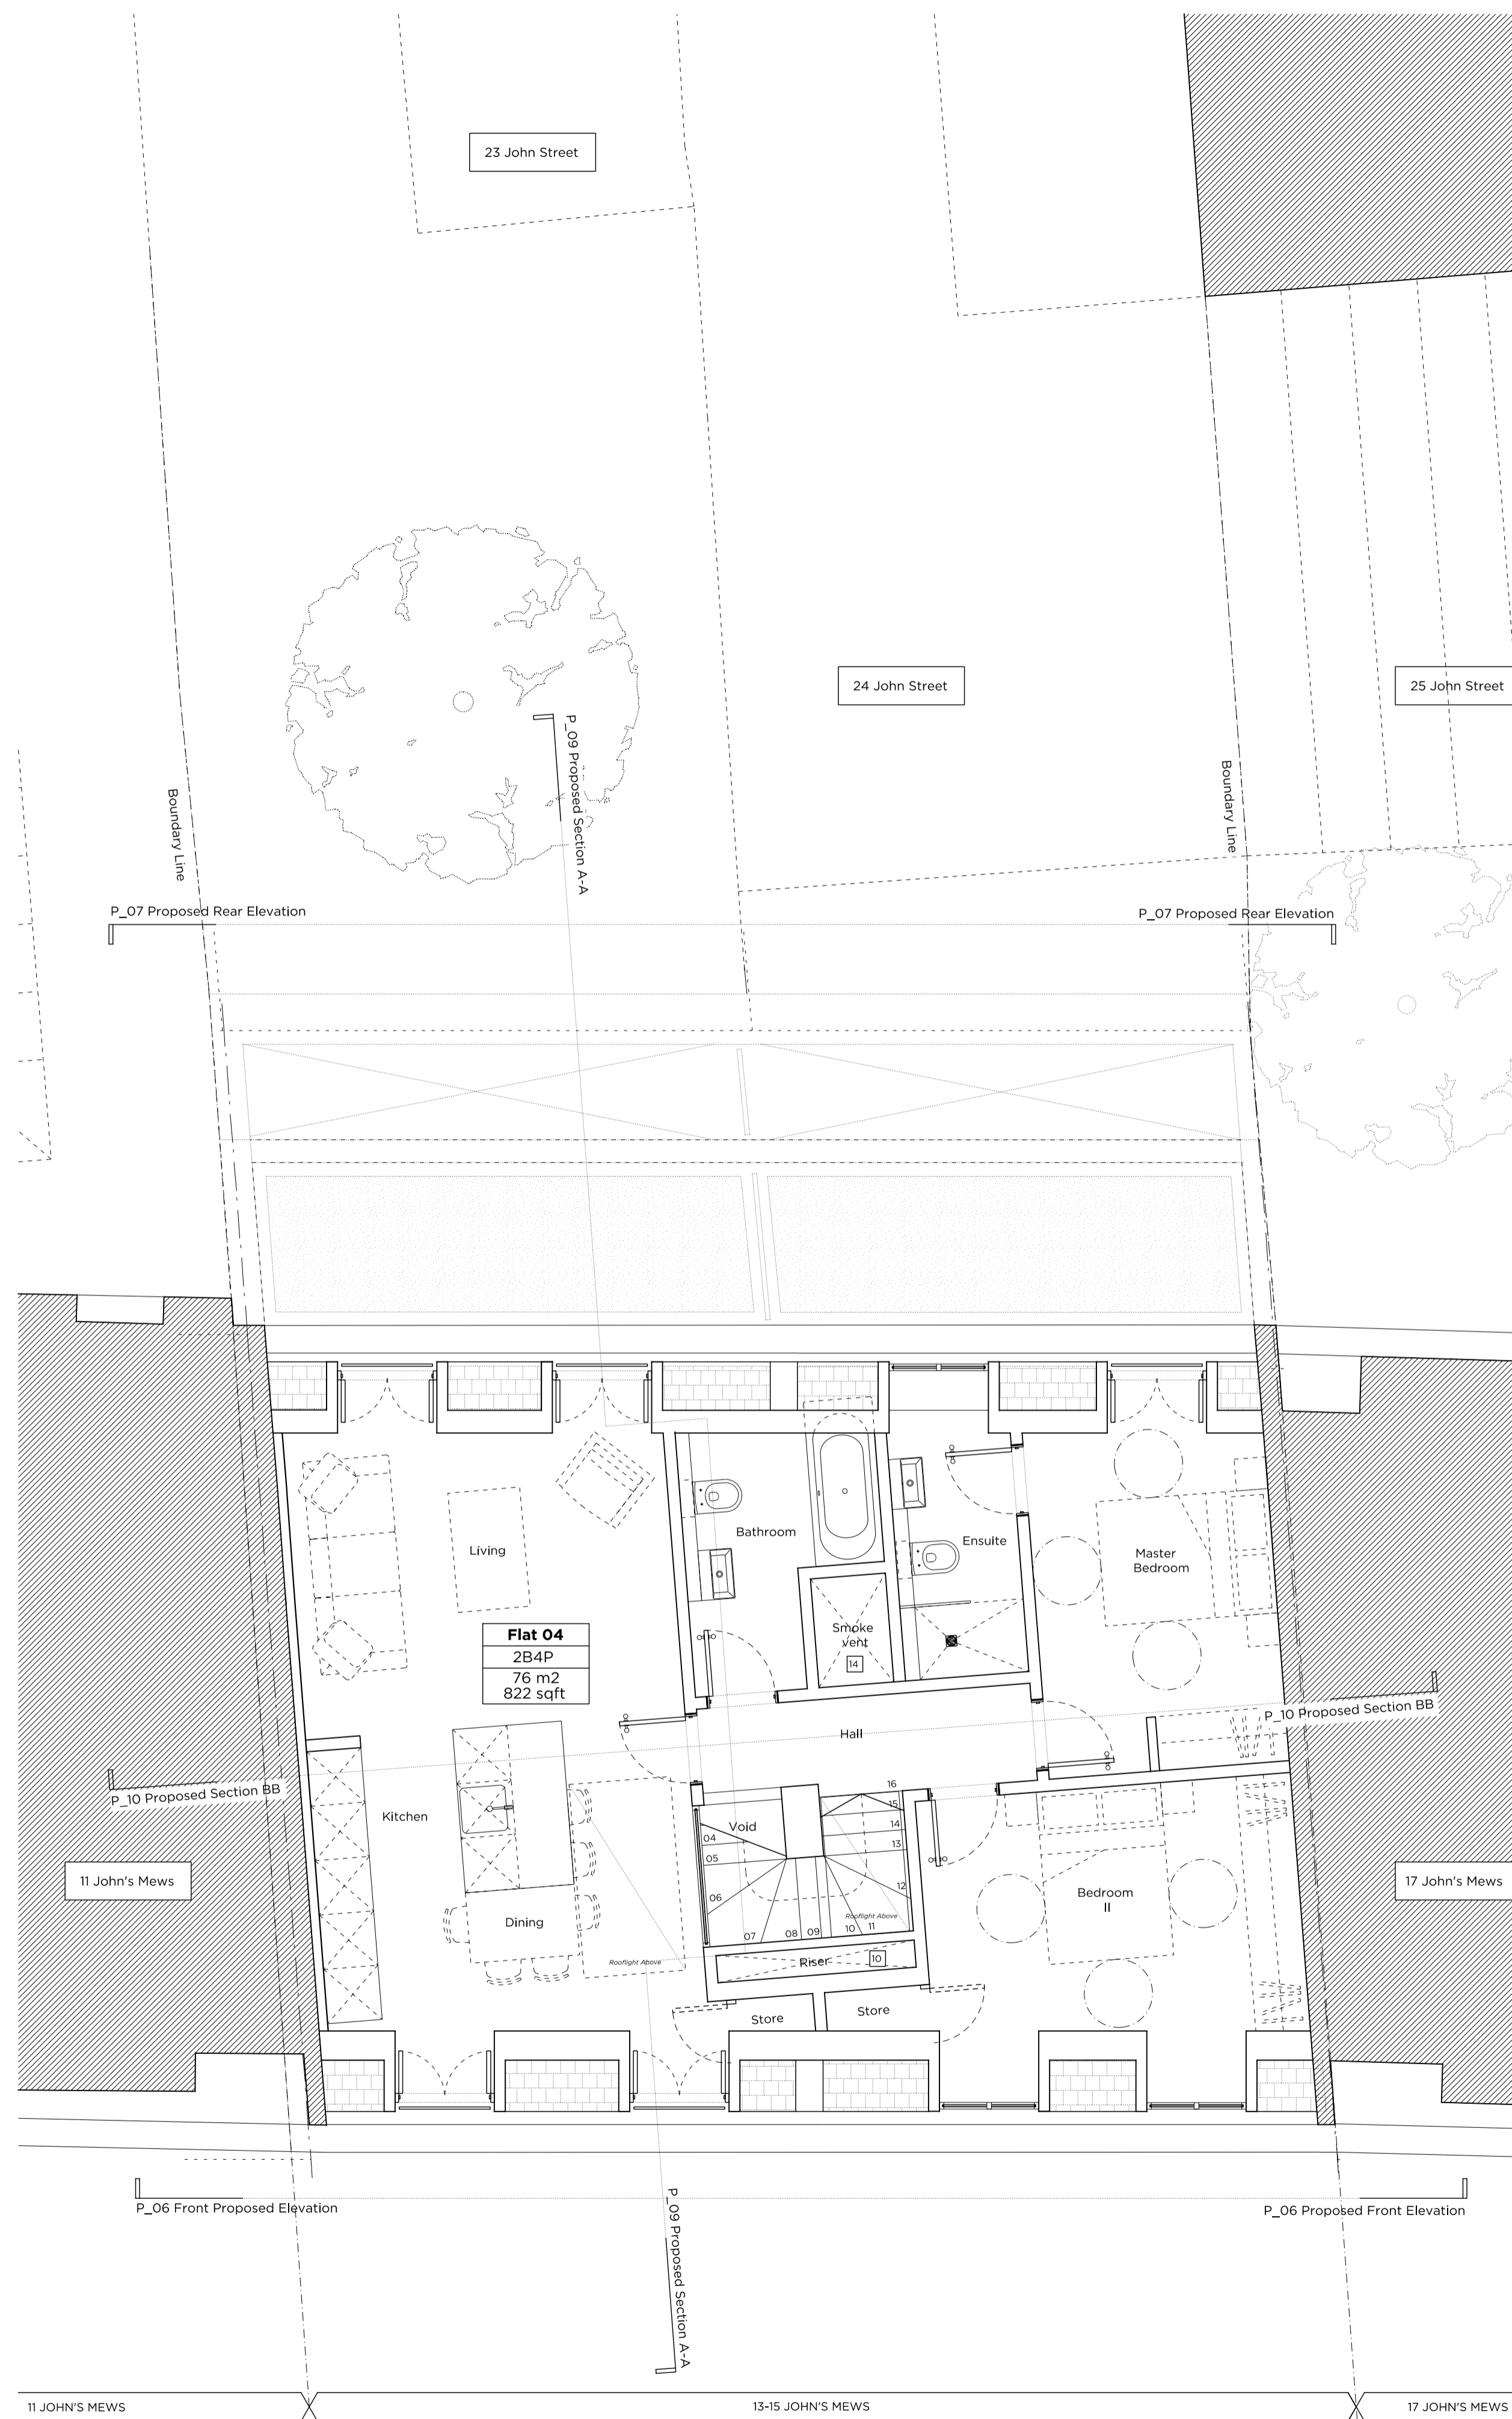 23 John Street
24 John Street
25 John Street
P_09 Proposed Section A-A
Boundary Line
Boundary Line
P_07 Proposed Rear Elevation
P_07 Proposed Rear Elevation
Living
Bathroom
Ensuite
Master
Bedroom
Flat 04
2B4P
76 m2
822 sqft
Smoke
vent
14
P_10 Proposed Section BB
Hall
P_10 Proposed Section BB
Kitchen
Void
16
15
14
13
12
04
05
06
07
08
09
10
11
Rooflight Above
11 John's Mews
17 John's Mews
Bedroom
II
Dining
Rooflight Above
Riser
10
Store
Store
P_06 Front Proposed Elevation
P_06 Proposed Front Elevation
P_09 Proposed Section A-A
11 JOHN'S MEWS
13-15 JOHN'S MEWS
17 JOHN'S MEWS